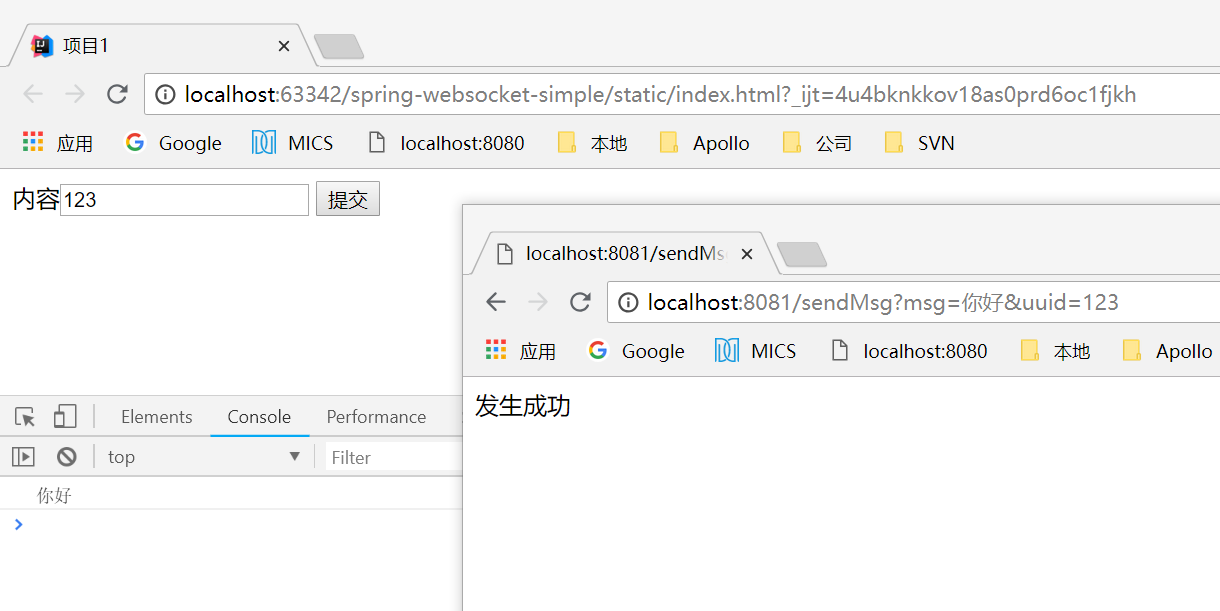 项目1
localhost:63342/spring-websocket-simple/static/index.html?_ijt=4u4bknkkov18as0prd6oc1fjkh
应用 Google MICS localhost:8080 本地 Apollo 公司 SVN
内容 123 提交
localhost:8081/sendMs
localhost:8081/sendMsg?msg=你好&uuid=123
应用 Google MICS localhost:8080 本地 Apollo
发生成功
Elements Console Performance
top Filter
你好